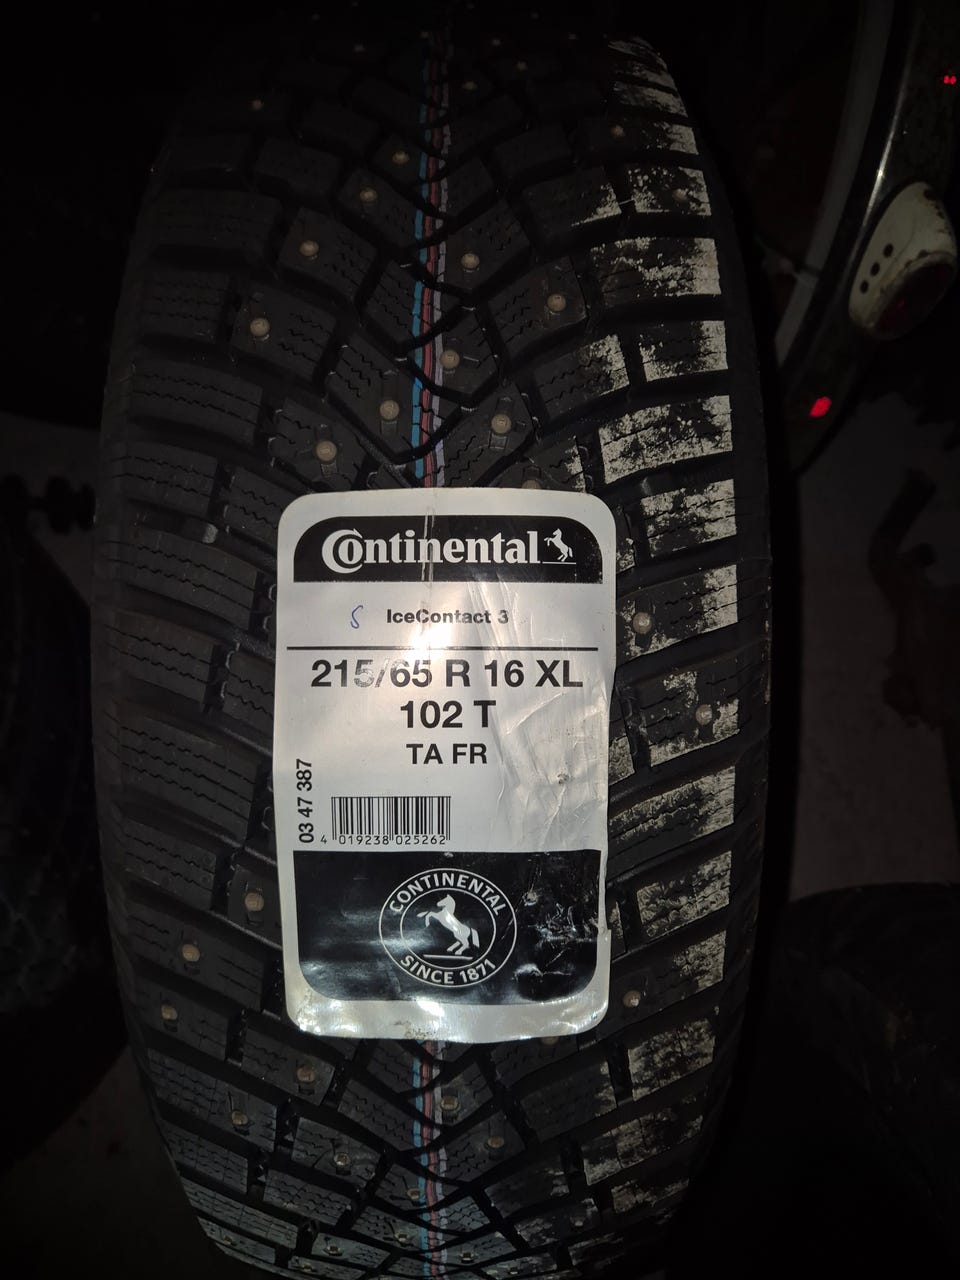 Continental
S IceContact 3
215/65 R 16 XL
102 T
TA FR
03 47 387
4 019238 025262
CONTINENTAL
SINCE 1871